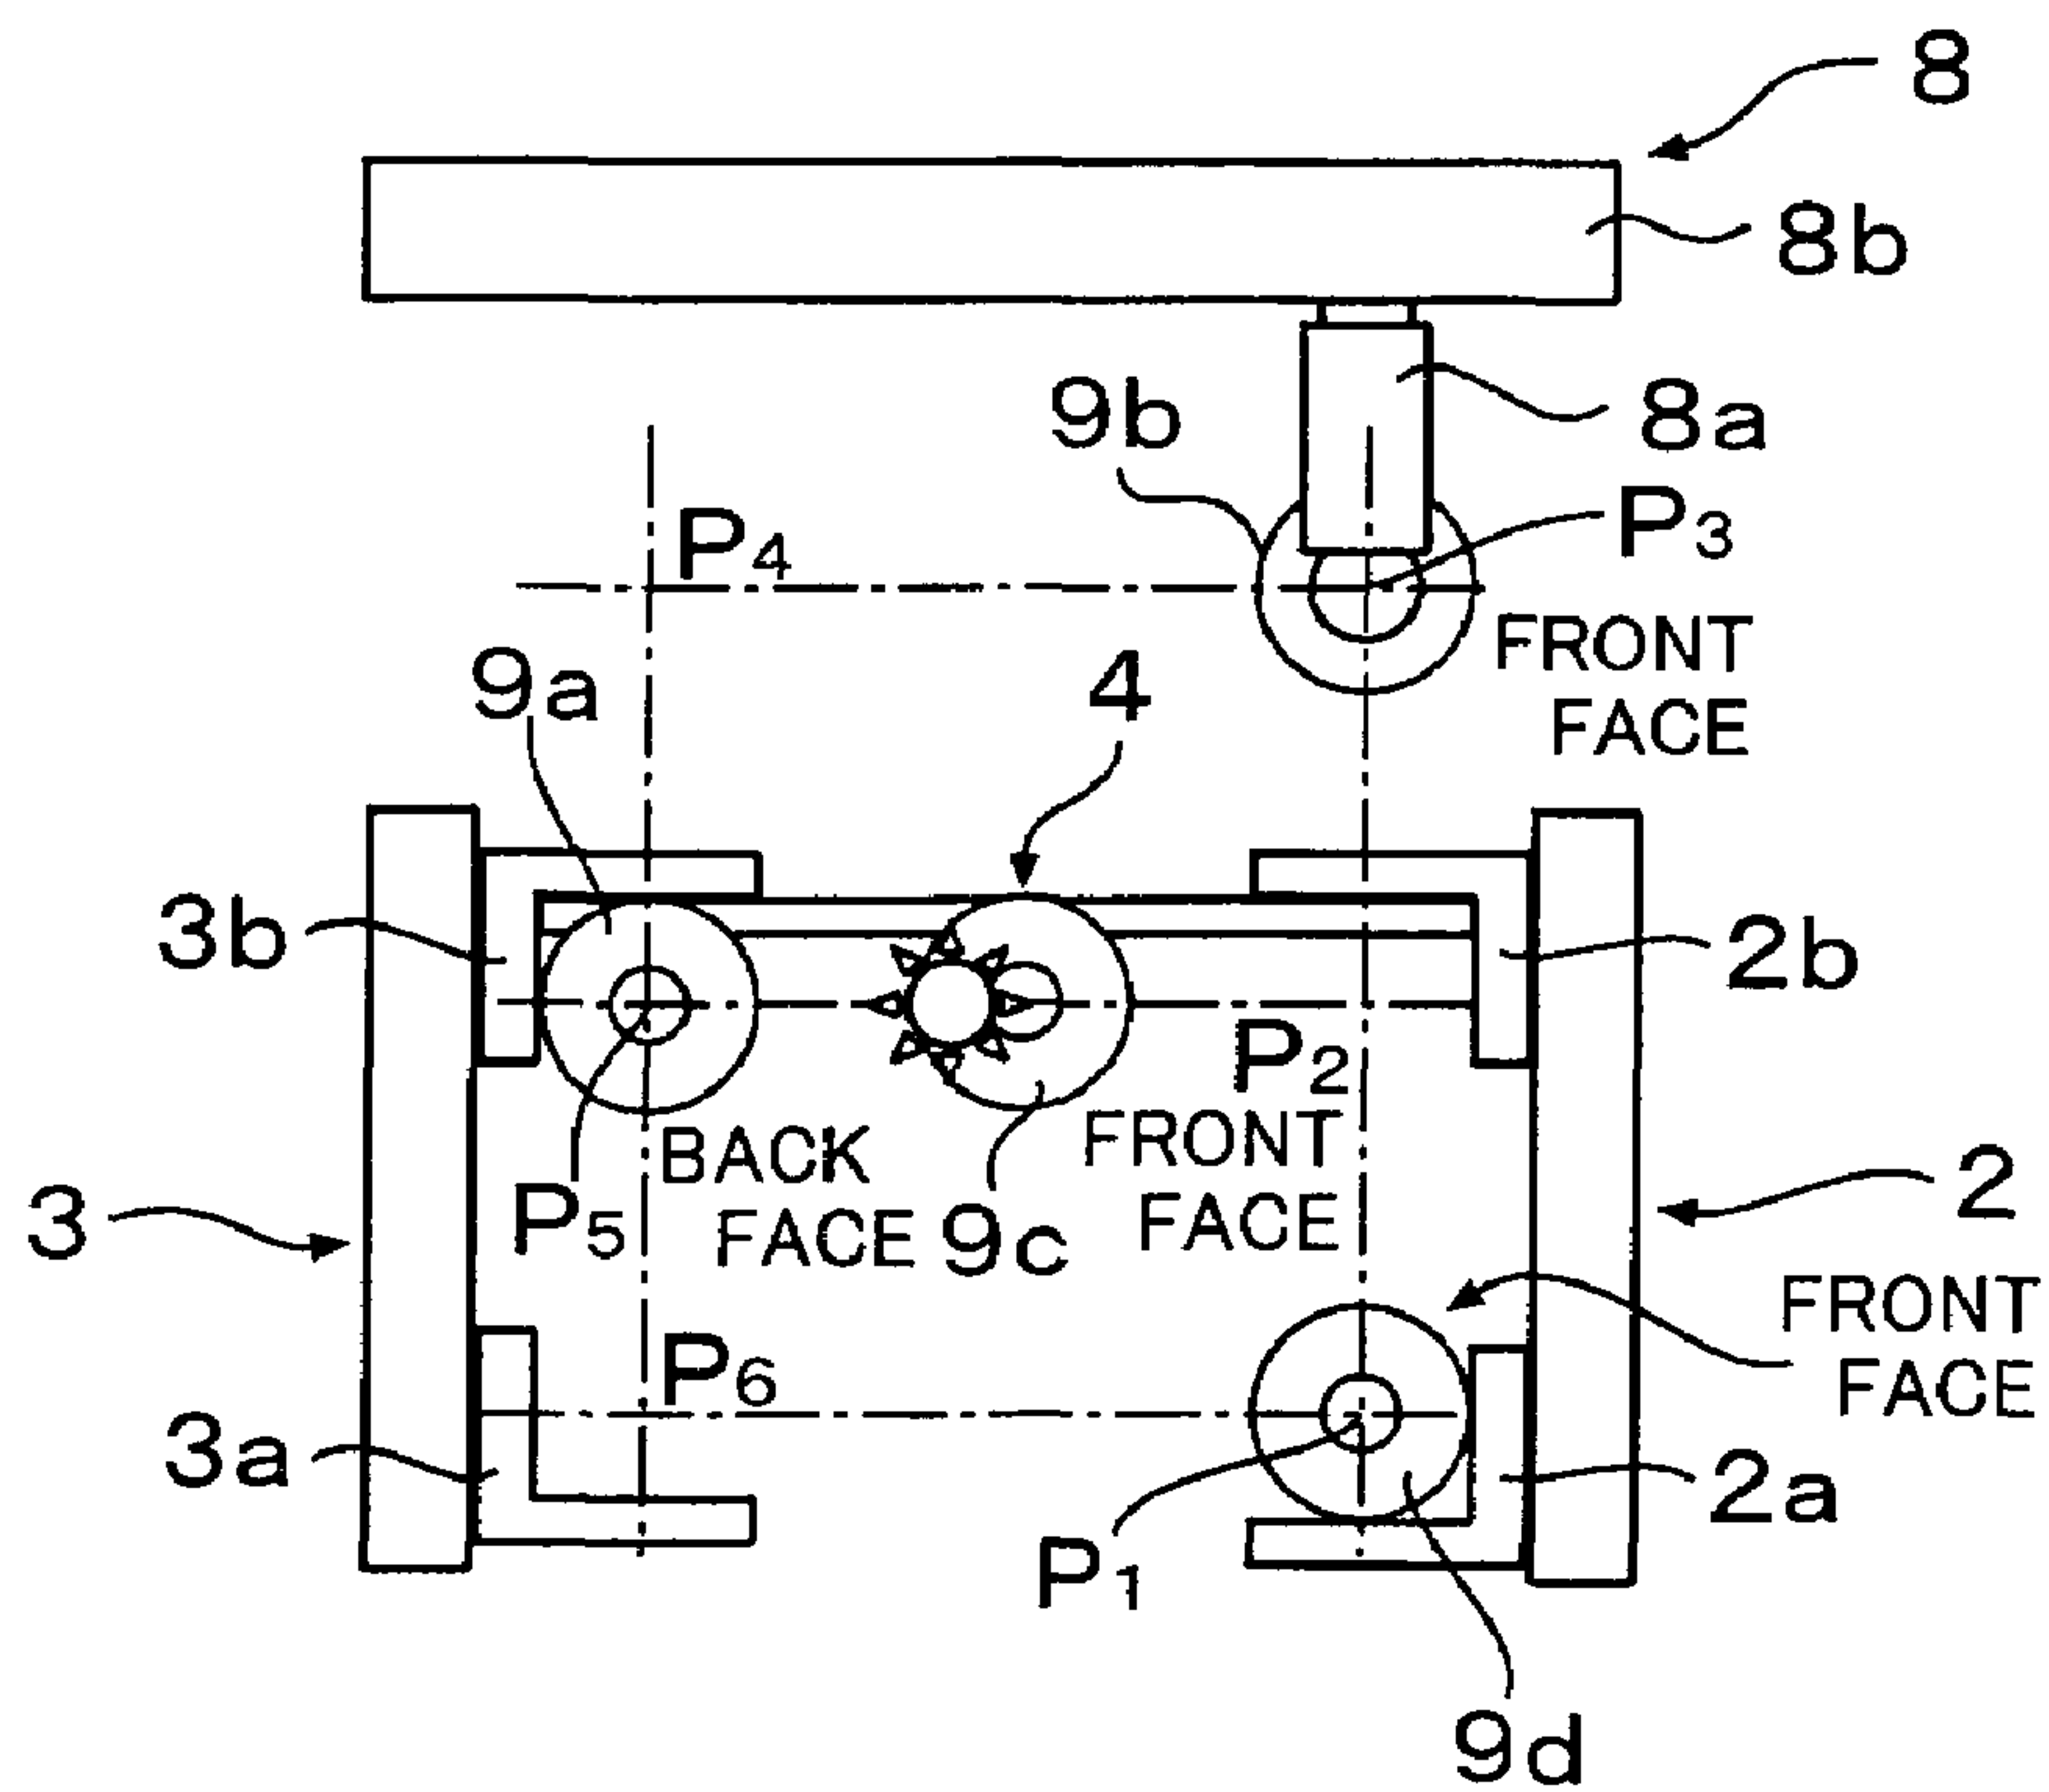 8
8b
9b
8a
P3
P4
FRONT
FACE
9a
4
3b
2b
P2
BACK
FACE
FRONT
FACE
P5
9c
3
2
FRONT
FACE
P6
3a
2a
P1
9d